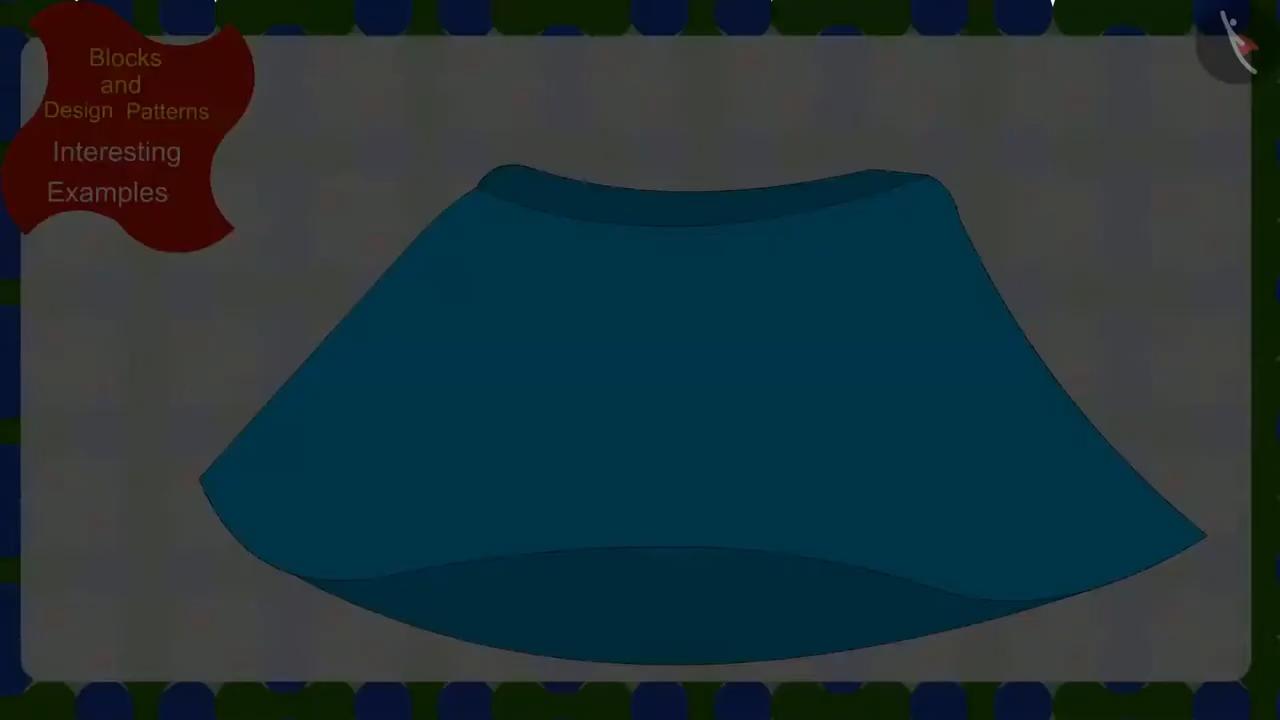 Blocks
and
Design Patterns
Interesting
Examples